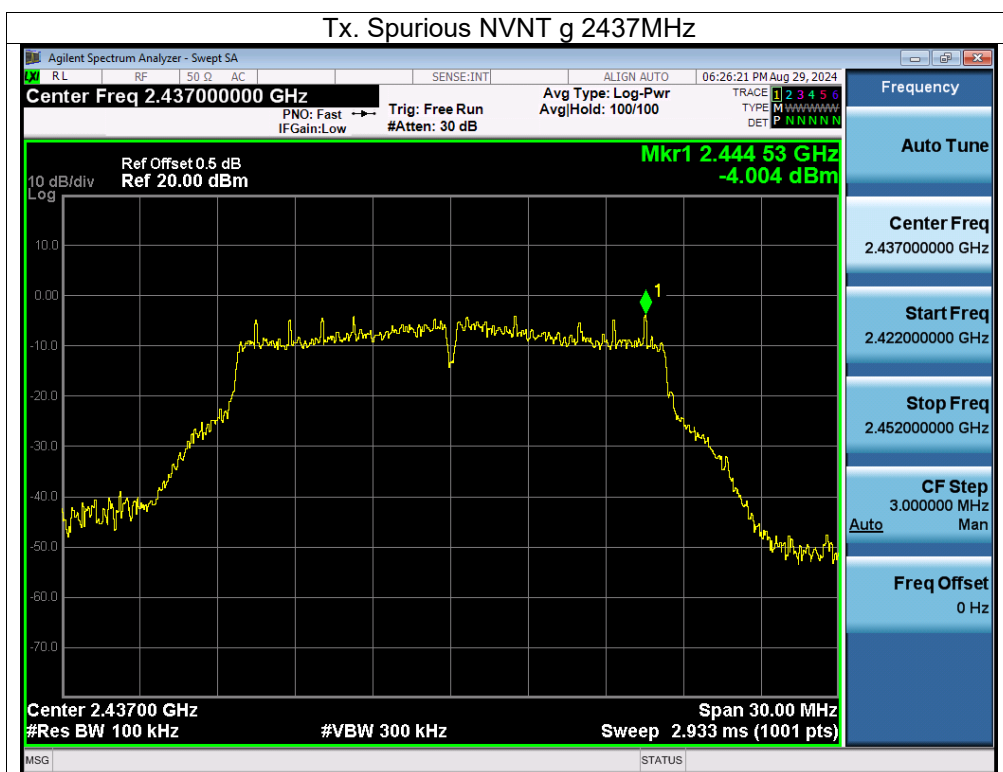 Tx. Spurious NVNT g 2437MHz
Agilent Spectrum Analyzer - Swept SA
LXI RL RF 50 Ω AC SENSE:INT ALIGN AUTO 06:26:21 PM Aug 29, 2024
Center Freq 2.437000000 GHz
PNO: Fast
IFGain:Low
Trig: Free Run
#Atten: 30 dB
Avg Type: Log-Pwr
Avg|Hold: 100/100
TRACE 1 2 3 4 5 6
TYPE M WWWWW
DET P N N N N N
Mkr1 2.444 53 GHz
-4.004 dBm
Ref Offset 0.5 dB
10 dB/div Ref 20.00 dBm
Log
1
10.0
0.00
-10.0
-20.0
-30.0
-40.0
-50.0
-60.0
-70.0
Center 2.43700 GHz Span 30.00 MHz
#Res BW 100 kHz #VBW 300 kHz Sweep 2.933 ms (1001 pts)
MSG STATUS
Frequency
Auto Tune
Center Freq
2.437000000 GHz
Start Freq
2.422000000 GHz
Stop Freq
2.452000000 GHz
CF Step
3.000000 MHz
Auto Man
Freq Offset
0 Hz